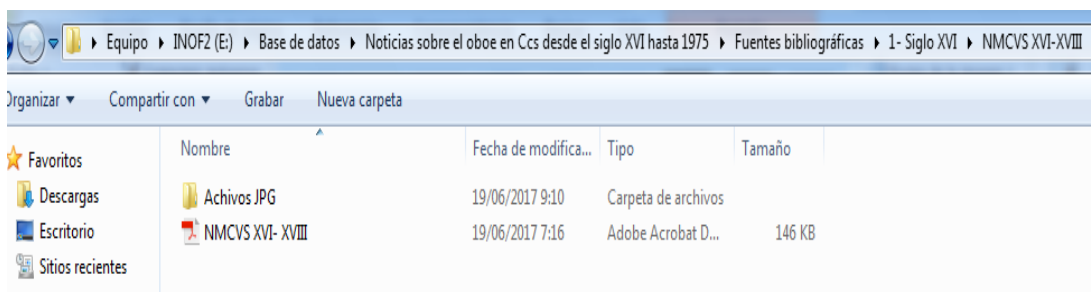 Equipo ▸ INOF2 (E:) ▸ Base de datos ▸ Noticias sobre el oboe en Ccs desde el siglo XVI hasta 1975 ▸ Fuentes bibliográficas ▸ 1- Siglo XVI ▸ NMCVS XVI-XVIII
Organizar Compartir con Grabar Nueva carpeta
Favoritos
Descargas
Escritorio
Sitios recientes
Nombre Fecha de modifica... Tipo Tamaño
Achivos JPG 19/06/2017 9:10 Carpeta de archivos
NMCVS XVI- XVIII 19/06/2017 7:16 Adobe Acrobat D... 146 KB